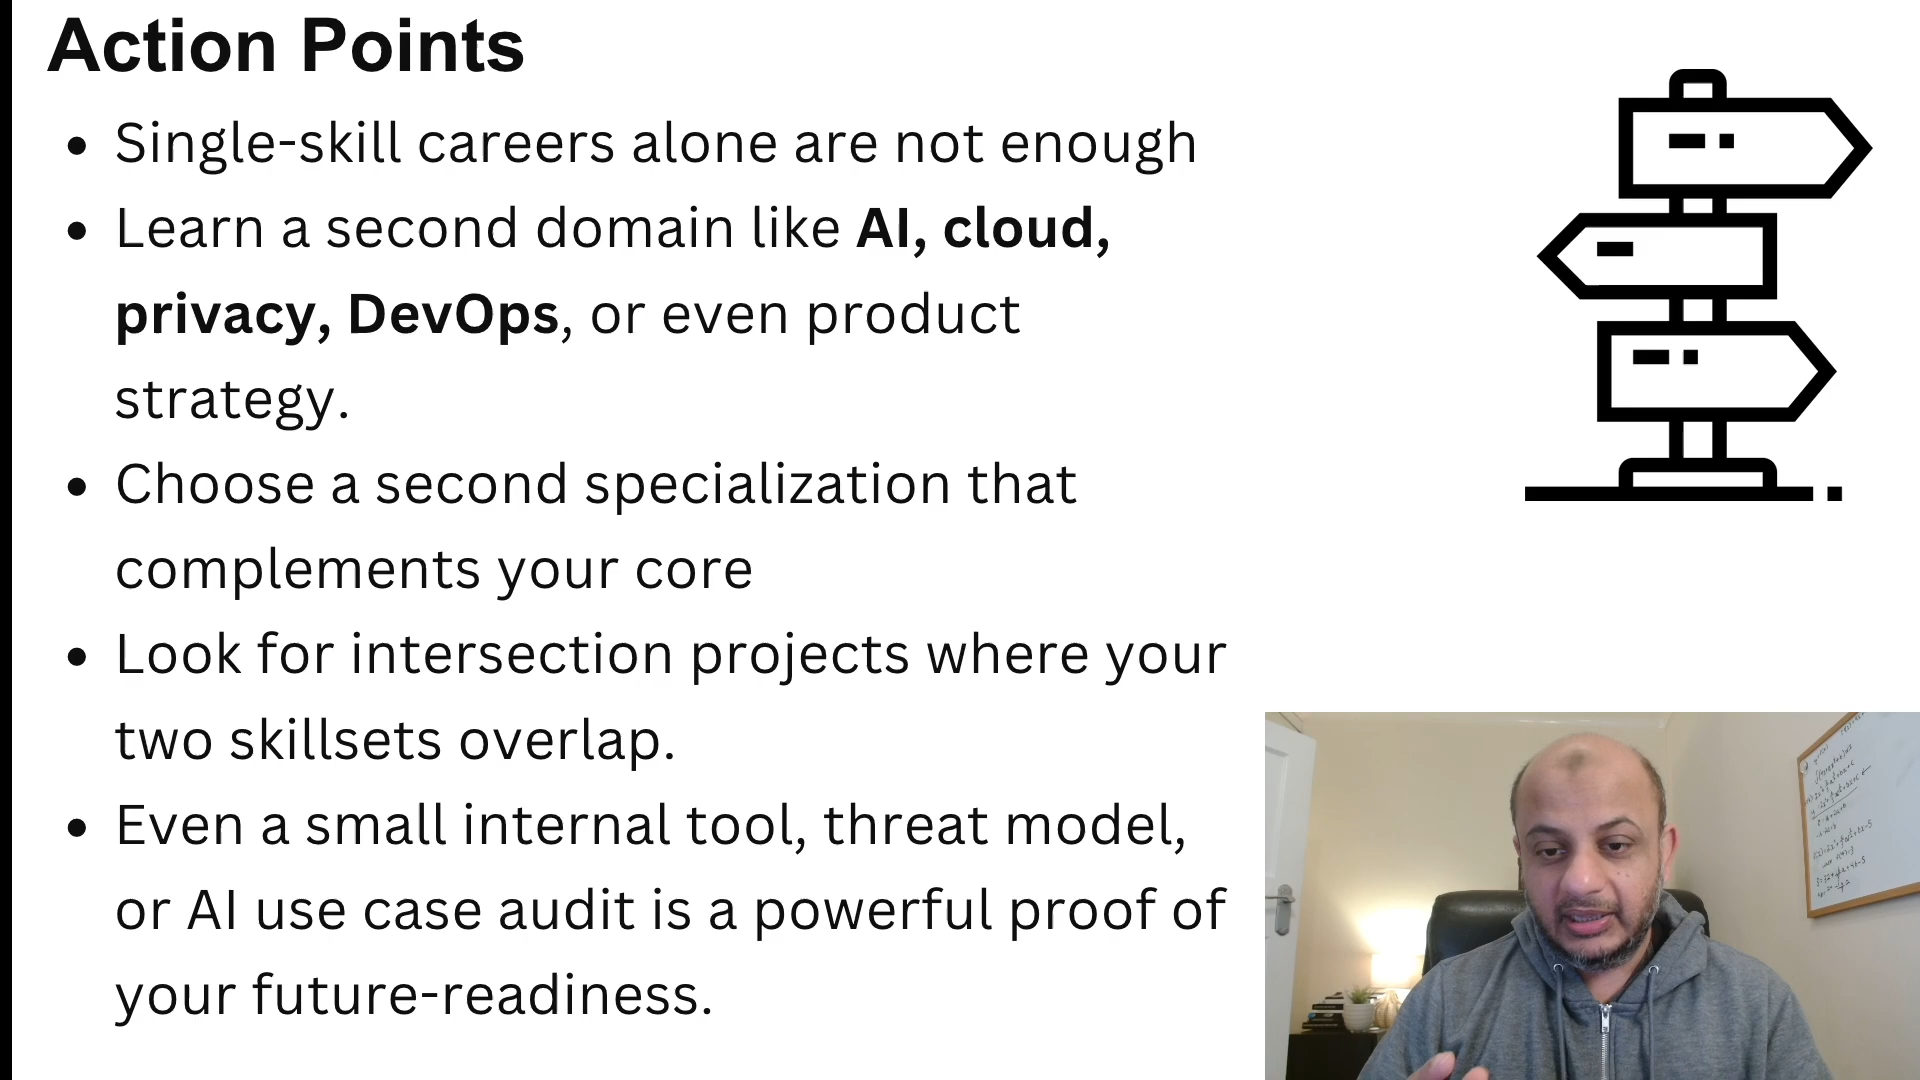 Action Points
• Single-skill careers alone are not enough
• Learn a second domain like AI, cloud,
privacy, DevOps, or even product
strategy.
• Choose a second specialization that
complements your core
• Look for intersection projects where your
two skillsets overlap.
• Even a small internal tool, threat model,
or AI use case audit is a powerful proof of
your future-readiness.